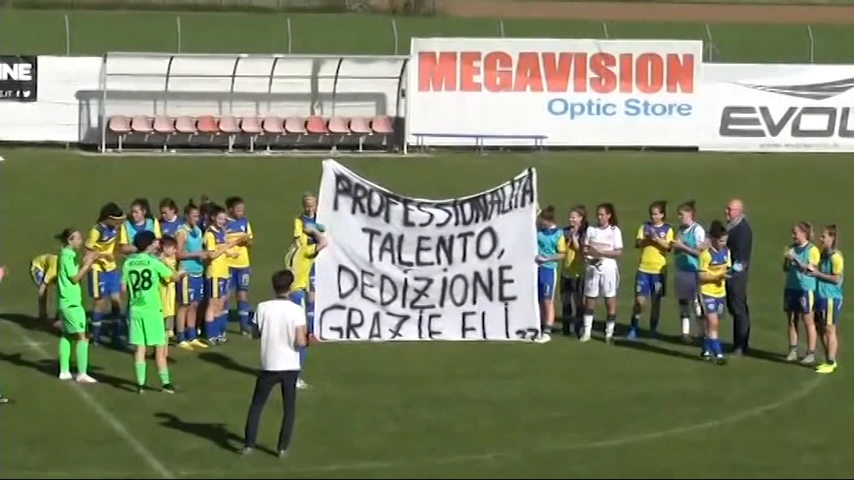 MEGAVISION
Optic Store
EVOL
PROFESSIONALITÀ
TALENTO,
DEDIZIONE
GRAZIE ELI
28